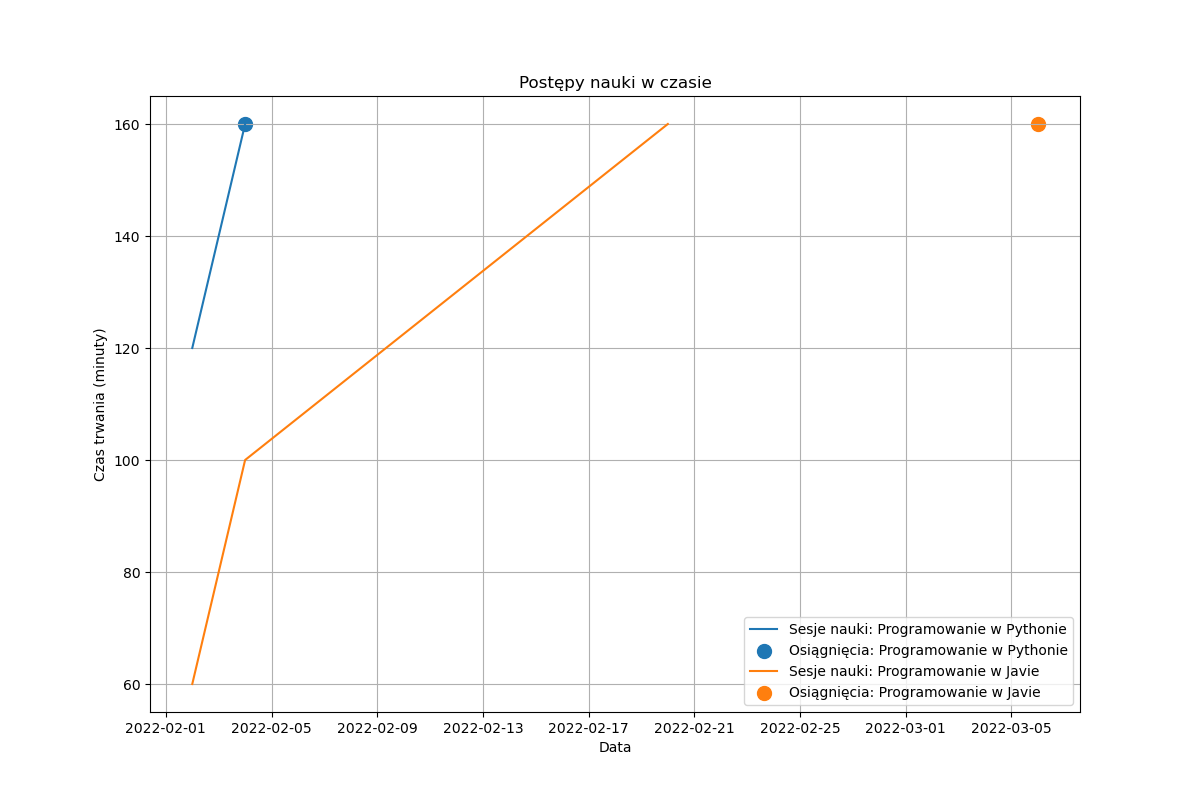 Postępy nauki w czasie
160
140
120
100
80
60
Czas trwania (minuty)
2022-02-01 2022-02-05 2022-02-09 2022-02-13 2022-02-17 2022-02-21 2022-02-25 2022-03-01 2022-03-05
Data
Sesje nauki: Programowanie w Pythonie
Osiągnięcia: Programowanie w Pythonie
Sesje nauki: Programowanie w Javie
Osiągnięcia: Programowanie w Javie